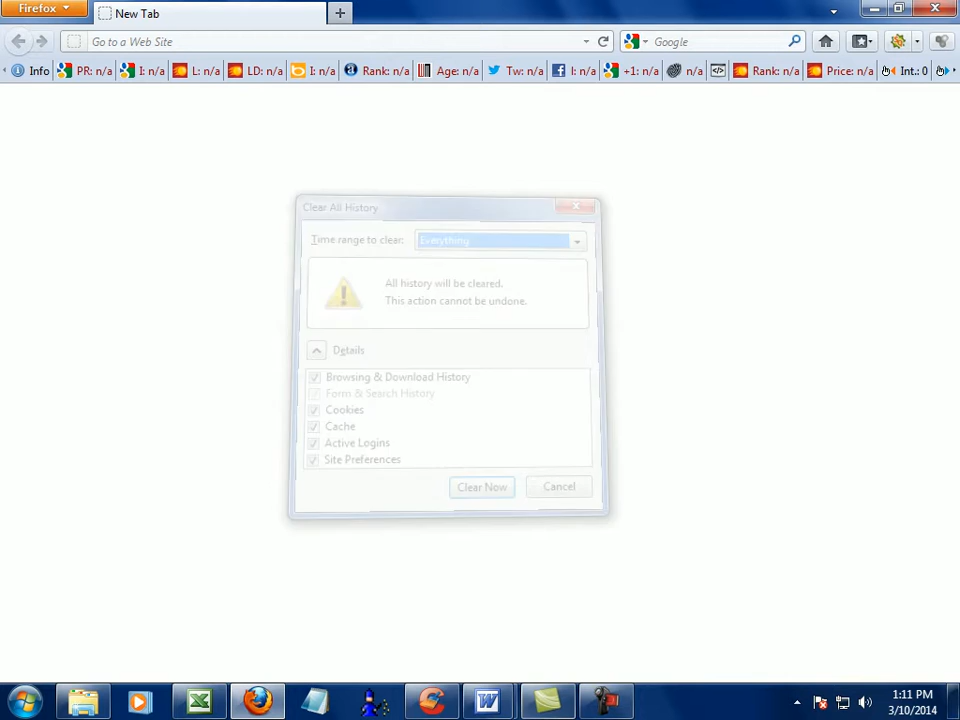 Firefox
New Tab
Go to a Web Site
Google
Info PR: n/a I: n/a L: n/a LD: n/a I: n/a Rank: n/a Age: n/a Tw: n/a l: n/a +1: n/a n/a Rank: n/a Price: n/a Int.: 0
Clear All History
Time range to clear: Everything
All history will be cleared.
This action cannot be undone.
Details
Browsing & Download History
Form & Search History
Cookies
Cache
Active Logins
Site Preferences
Clear Now Cancel
1:11 PM
3/10/2014